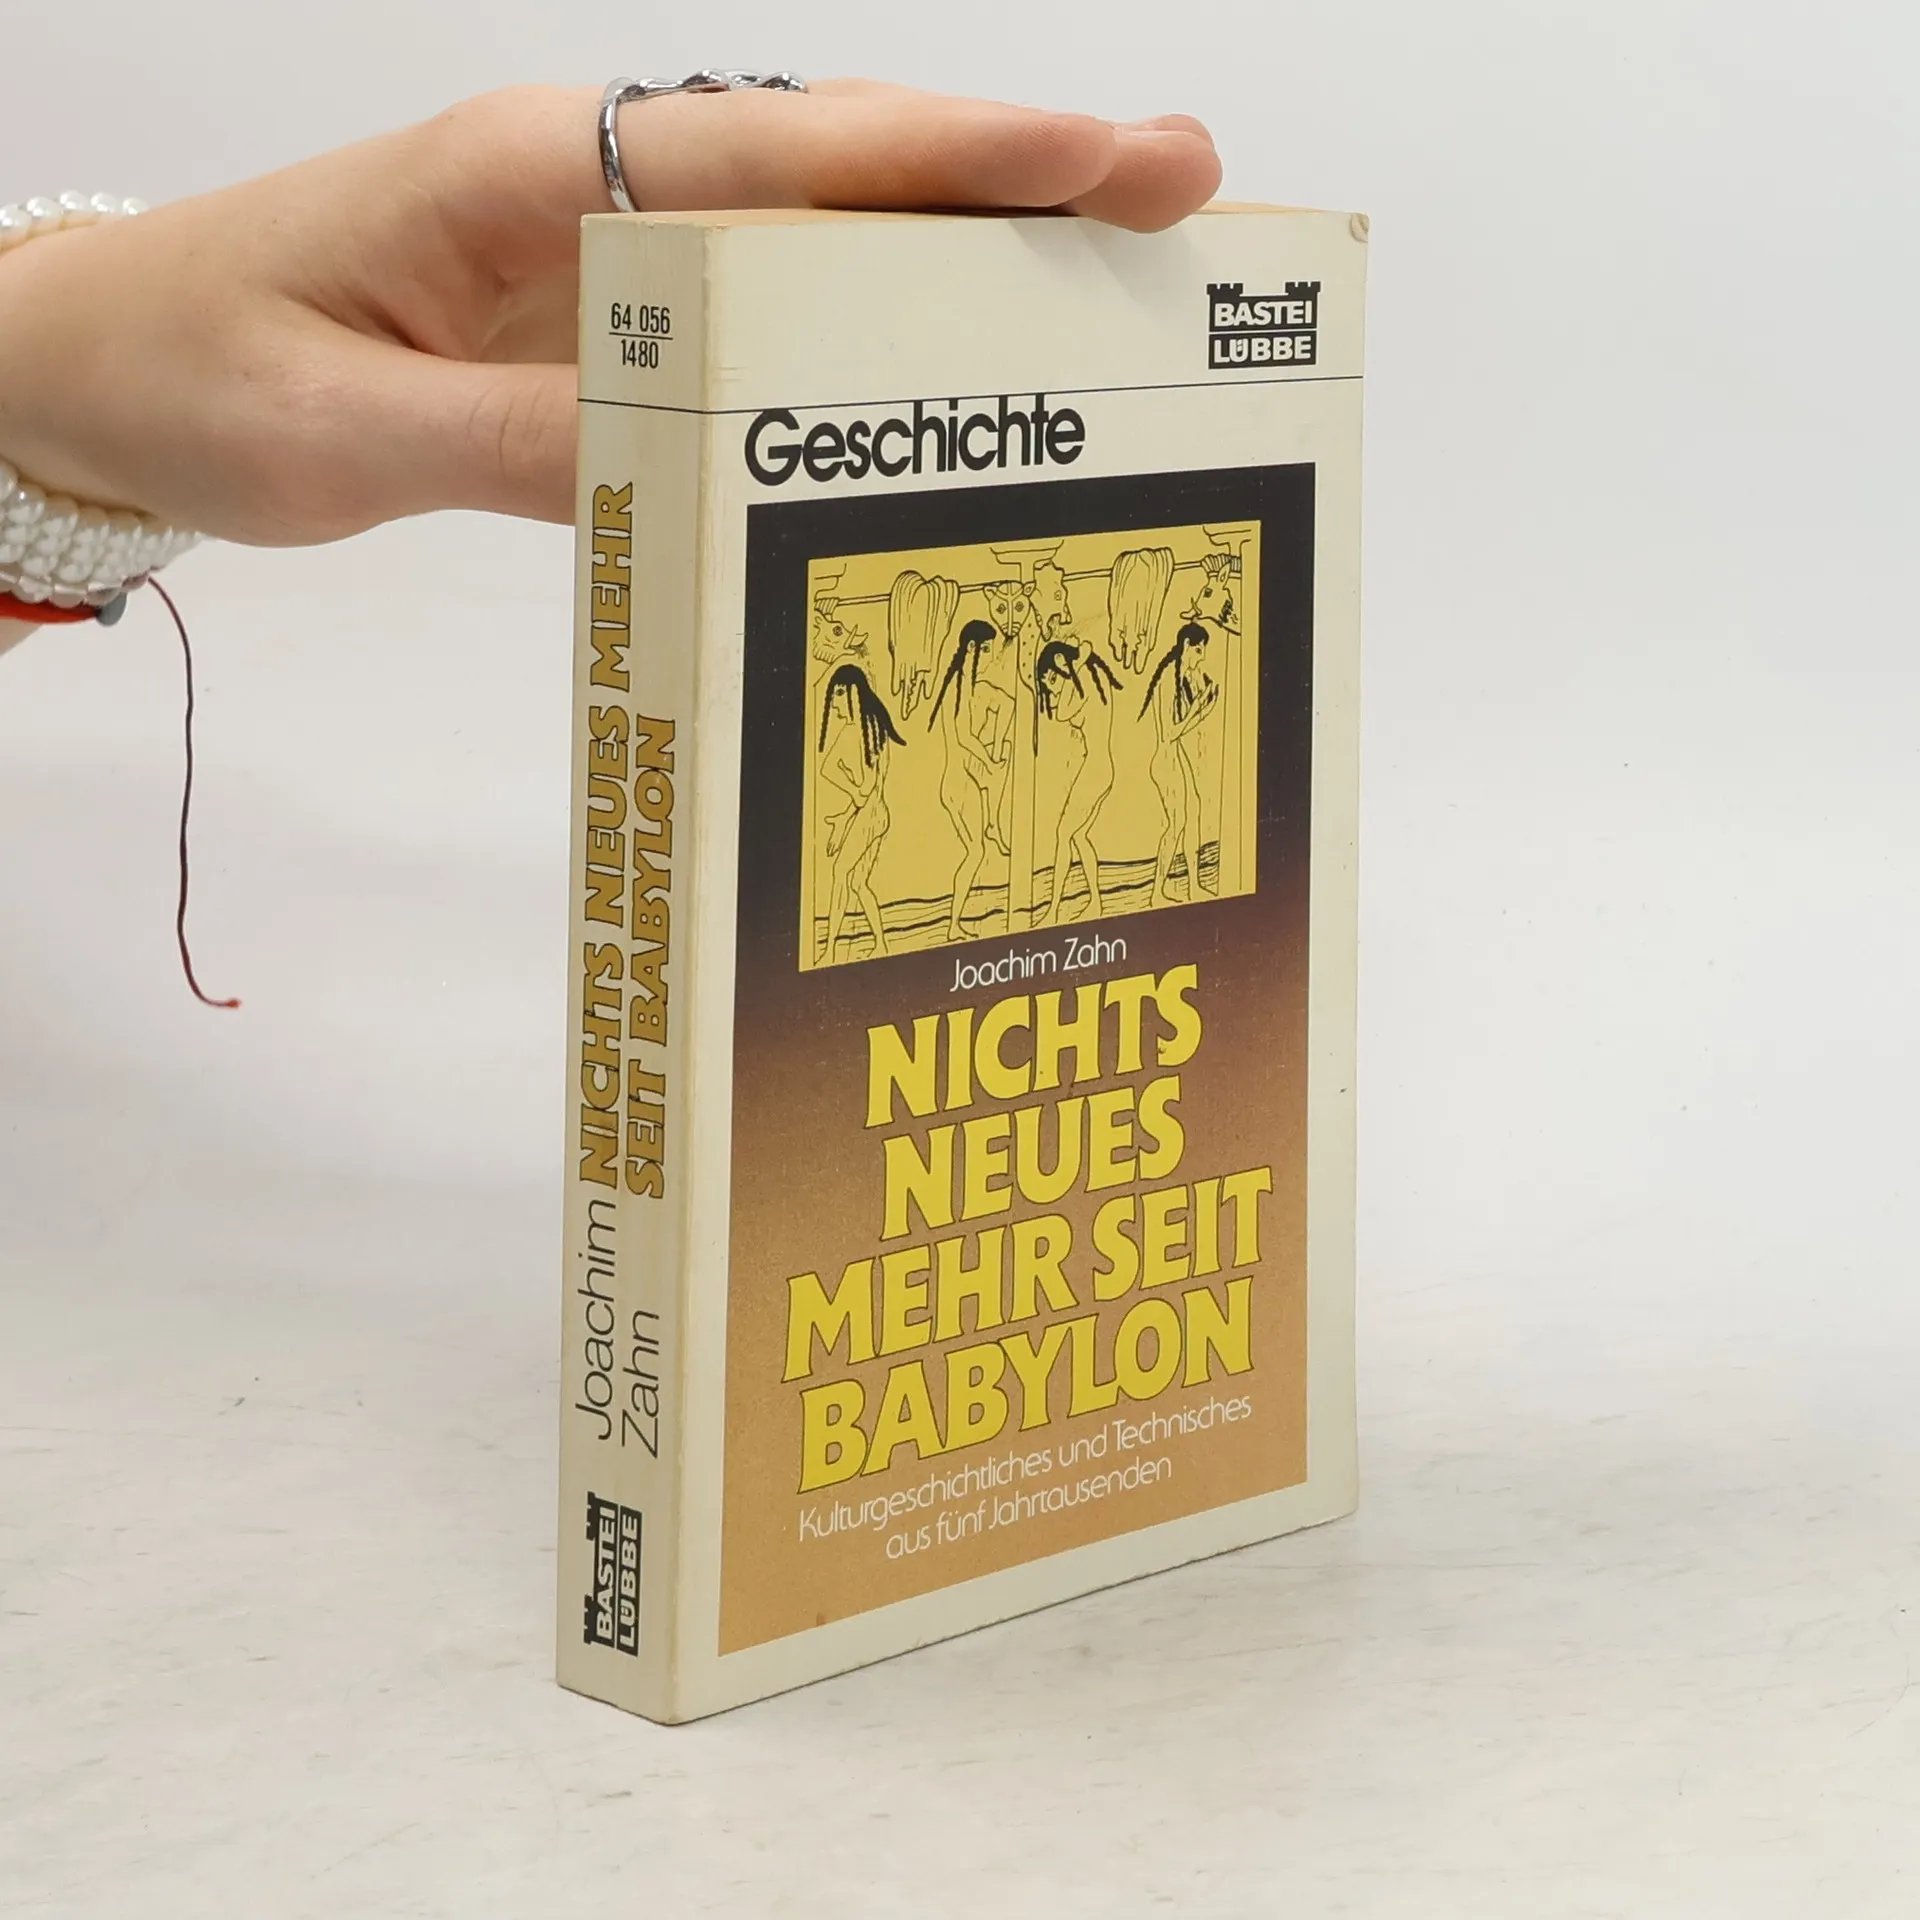 64 056
1480
NICHTS NEUES MEHR
SEIT BABYLON
Joachim
Zahn
BASTEI
LÜBBE
BASTEI
LÜBBE
Geschichte
Joachim Zahn
NICHTS
NEUES
MEHR SEIT
BABYLON
Kulturgeschichtliches und Technisches
aus fünf Jahrtausenden